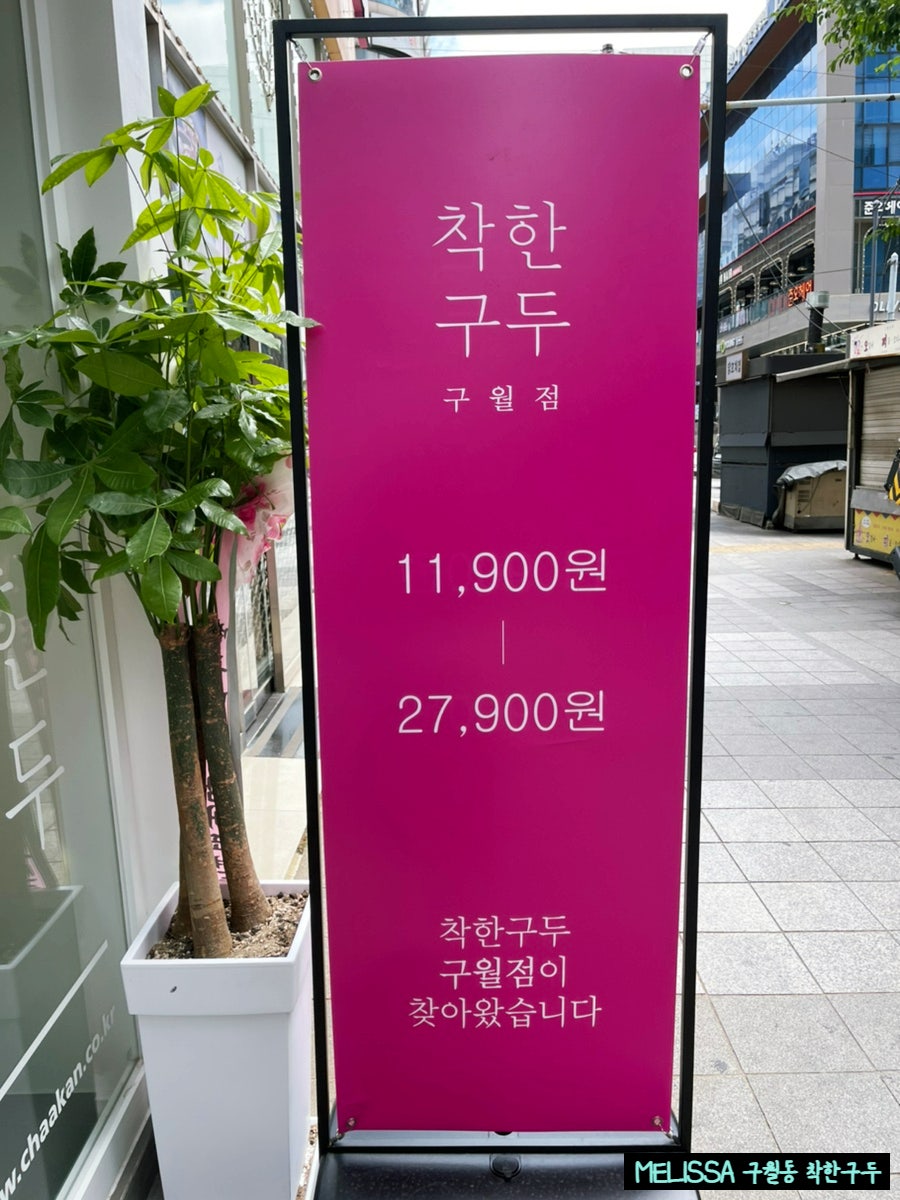 착한
구두
구월점
11,900원
27,900원
착한구두
구월점이
찾아왔습니다
두
w.chaakan.co.kr
MELISSA 구월동 착한구두